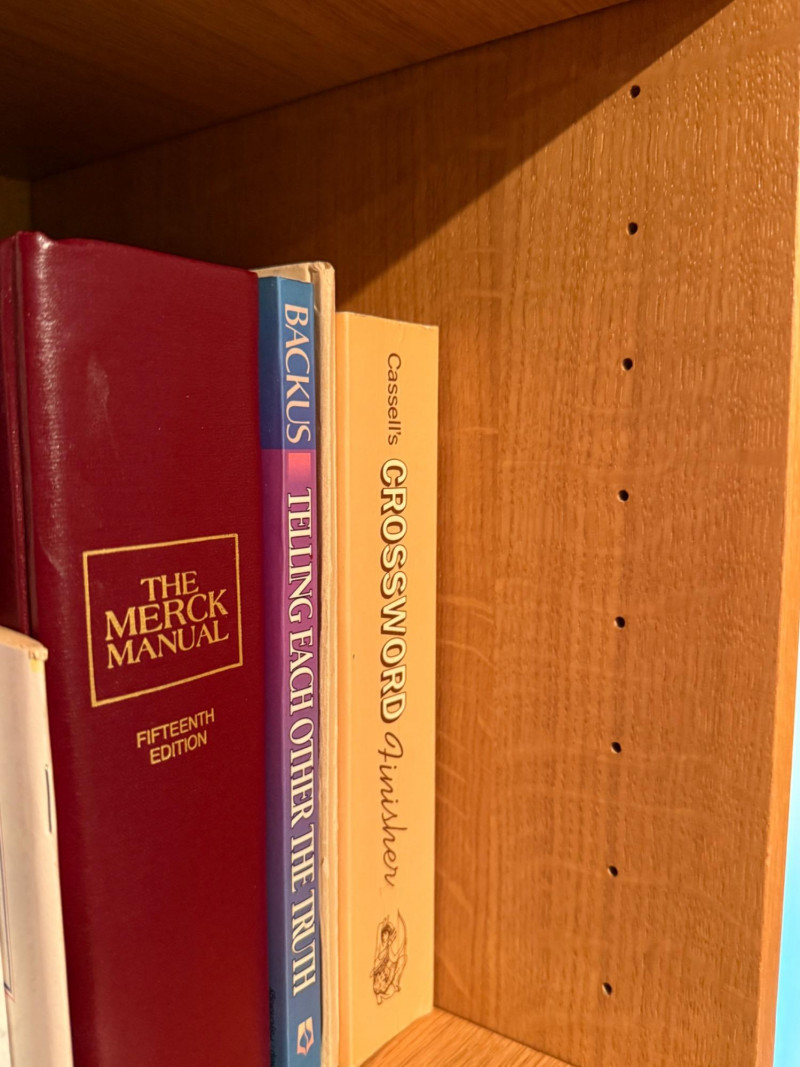 THE
MERCK
MANUAL
FIFTEENTH
EDITION
BACKUS
TELLING EACH OTHER THE TRUTH
Cassell's CROSSWORD Finisher